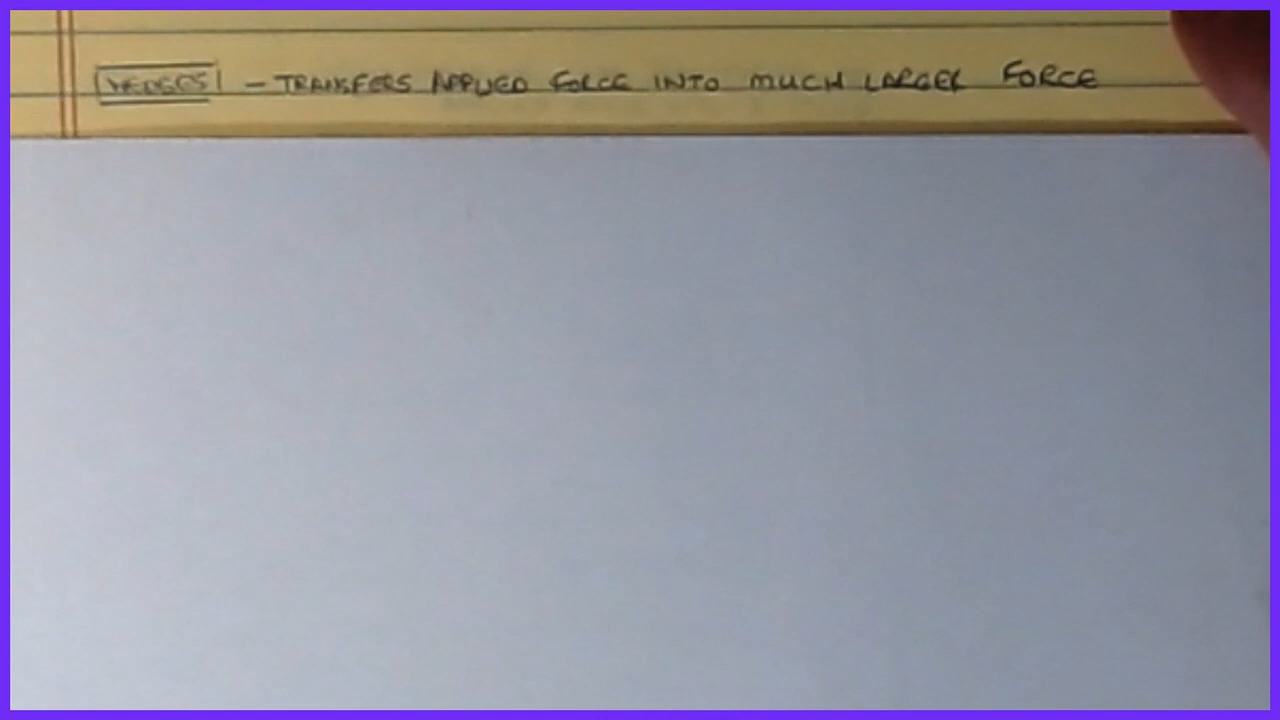 WEDGES - TRANSFERS APPLIED FORCE INTO MUCH LARGER FORCE